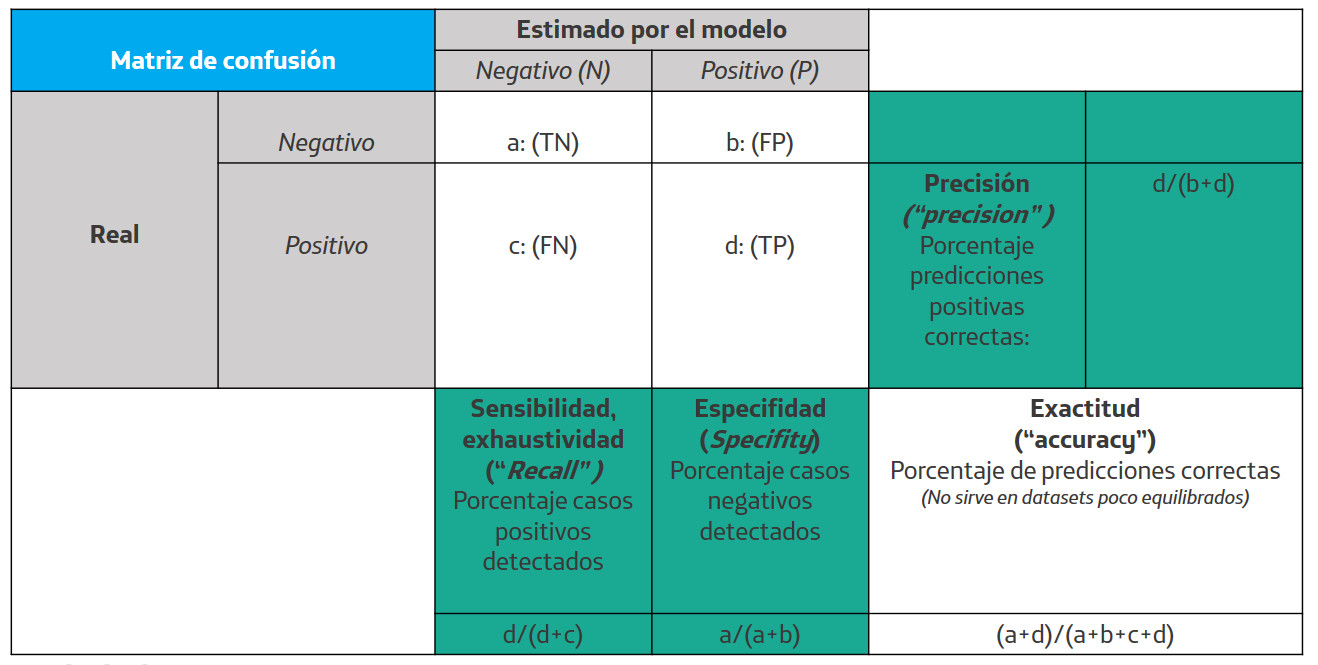 Matriz de confusión
Estimado por el modelo
Negativo (N)
Positivo (P)
Real
Negativo
a: (TN)
b: (FP)
Positivo
c: (FN)
d: (TP)
Precisión
(“precision”)
Porcentaje
predicciones
positivas
correctas:
d/(b+d)
Sensibilidad,
exhaustividad
(“Recall”)
Porcentaje casos
positivos
detectados
Especifidad
(Specifity)
Porcentaje casos
negativos
detectados
Exactitud
(“accuracy”)
Porcentaje de predicciones correctas
(No sirve en datasets poco equilibrados)
d/(d+c)
a/(a+b)
(a+d)/(a+b+c+d)